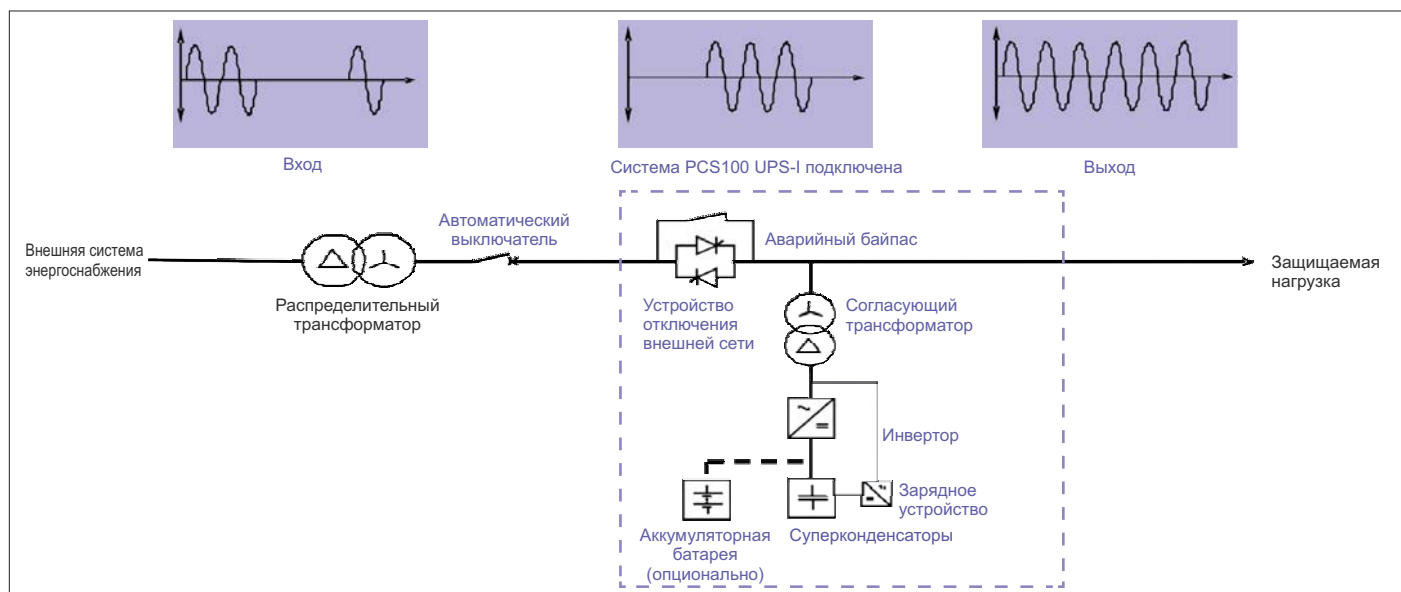 Вход
Система PCS100 UPS-I подключена
Выход
Внешняя система
энергоснабжения
Распределительный
трансформатор
Автоматический
выключатель
Аварийный байпас
Устройство
отключения
внешней сети
Согласующий
трансформатор
Защищаемая
нагрузка
Инвертор
Зарядное
устройство
Аккумуляторная
батарея
(опционально)
Суперконденсаторы